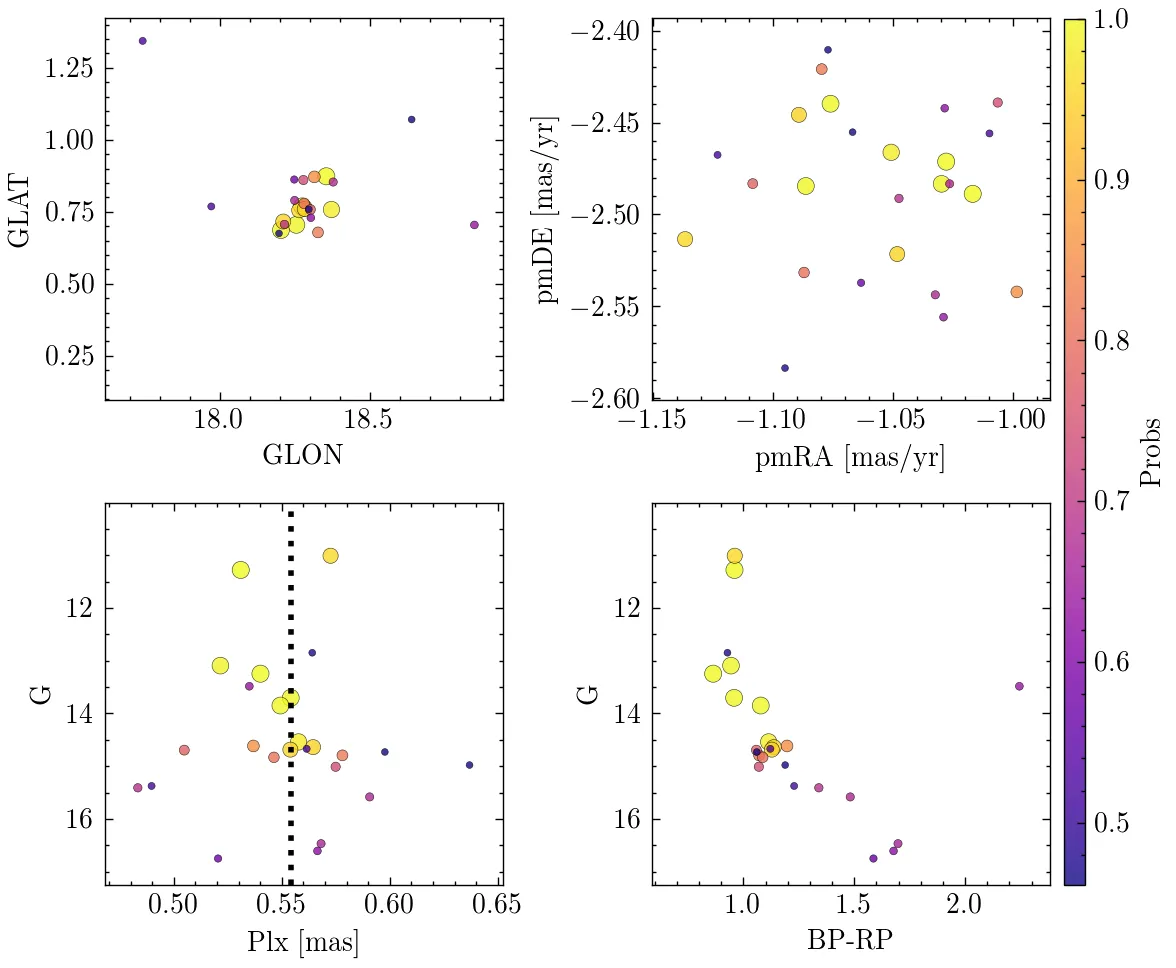 1.25
1.00
0.75
0.50
0.25
GLAT
18.0 18.5
GLON
−2.40
−2.45
−2.50
−2.55
−2.60
pmDE [mas/yr]
−1.15 −1.10 −1.05 −1.00
pmRA [mas/yr]
1.0
0.9
0.8
0.7
0.6
0.5
Probs
12
14
16
G
0.50 0.55 0.60 0.65
Plx [mas]
12
14
16
G
1.0 1.5 2.0
BP-RP